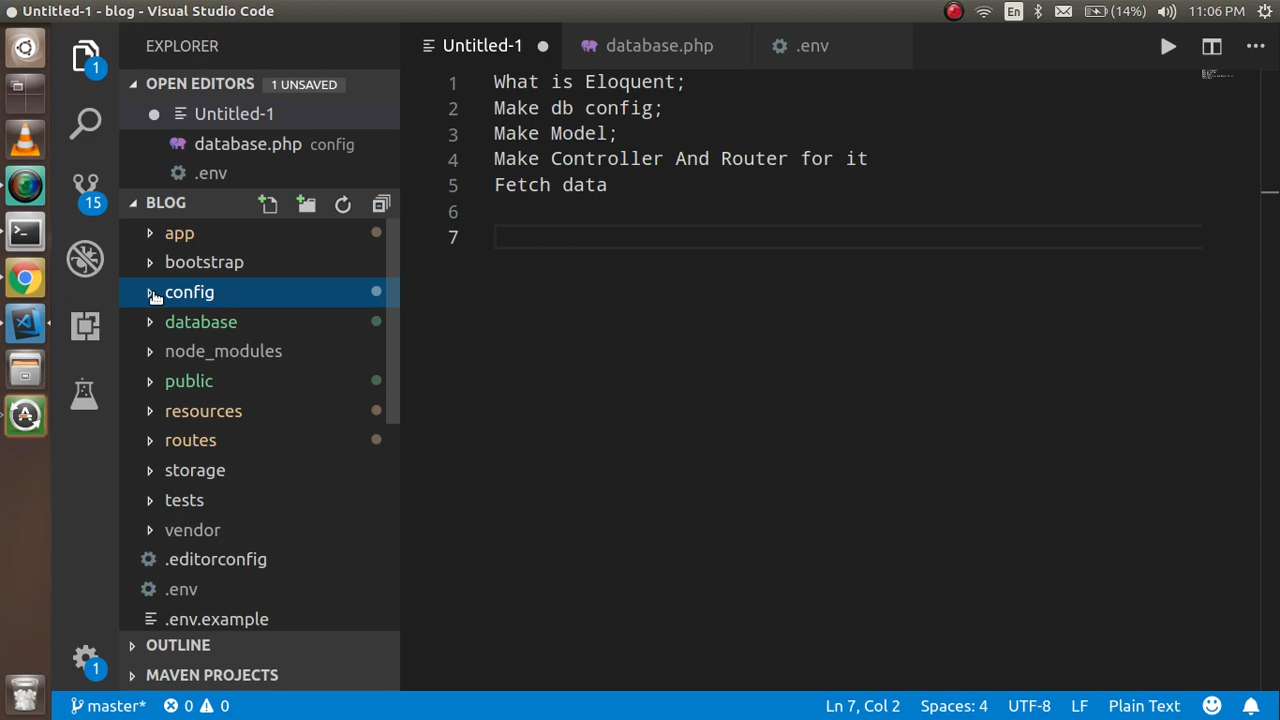 Untitled-1 - blog - Visual Studio Code
En
(14%)
11:06 PM
EXPLORER
OPEN EDITORS
1 UNSAVED
Untitled-1
database.php config
.env
BLOG
app
bootstrap
config
database
node_modules
public
resources
routes
storage
tests
vendor
.editorconfig
.env
.env.example
OUTLINE
MAVEN PROJECTS
1
15
1
Untitled-1
database.php
.env
1 What is Eloquent;
2 Make db config;
3 Make Model;
4 Make Controller And Router for it
5 Fetch data
6
7
master*
0
0
Ln 7, Col 2
Spaces: 4
UTF-8
LF
Plain Text